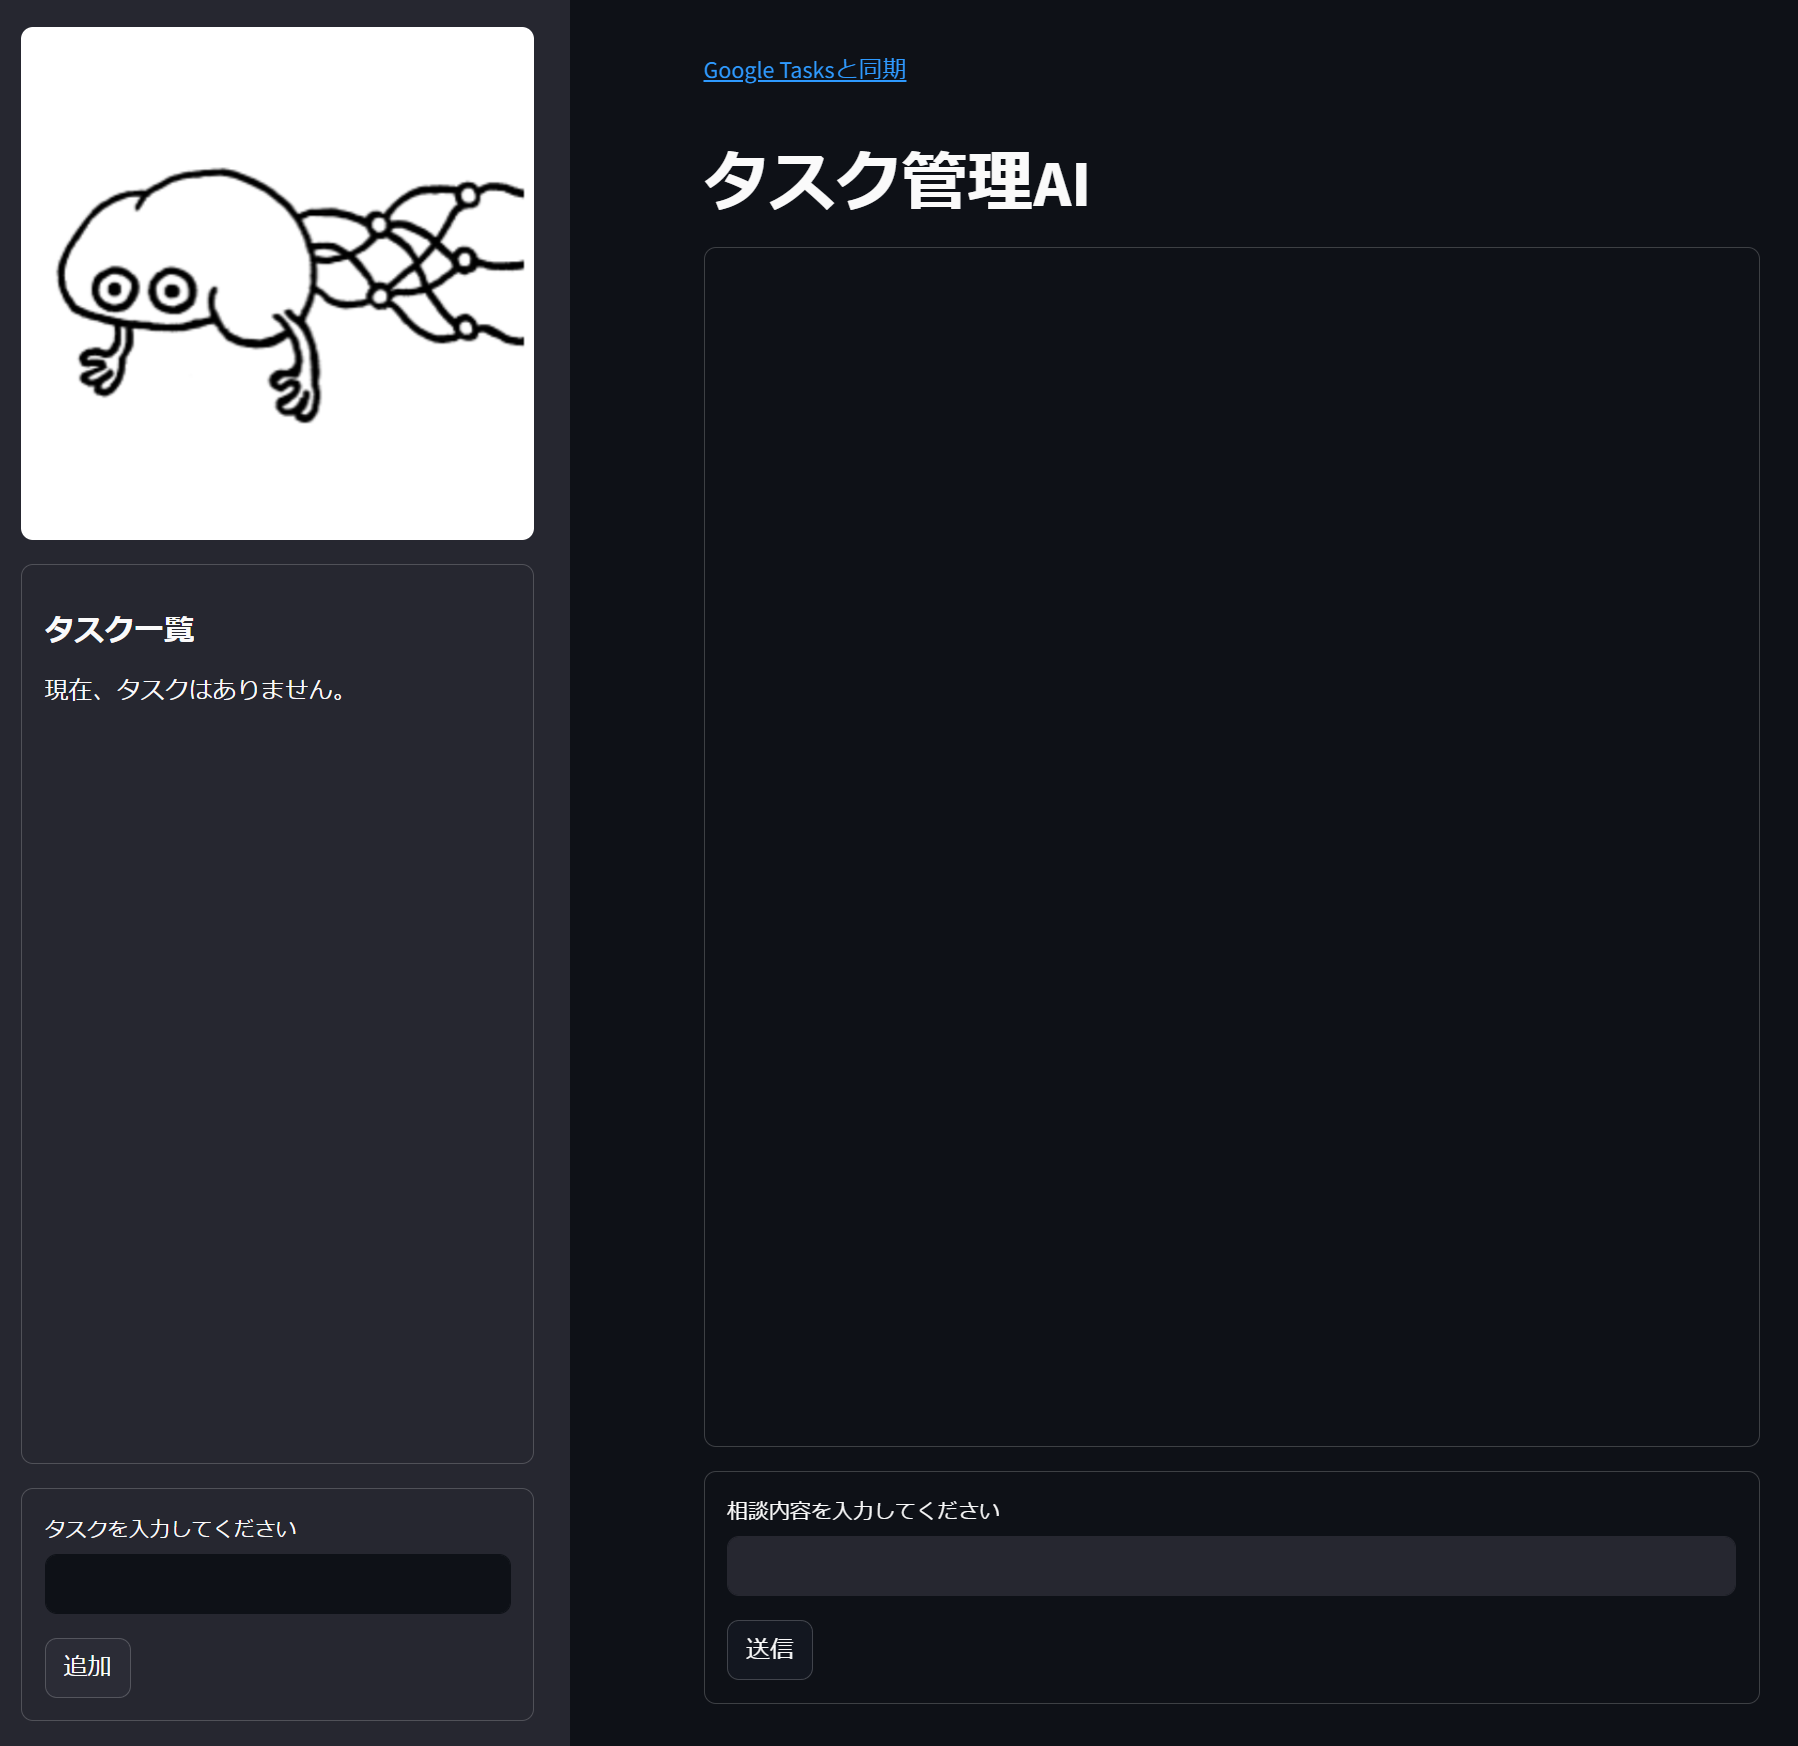 タスク一覧
現在、タスクはありません。
タスクを入力してください
追加
Google Tasksと同期
タスク管理AI
相談内容を入力してください
送信